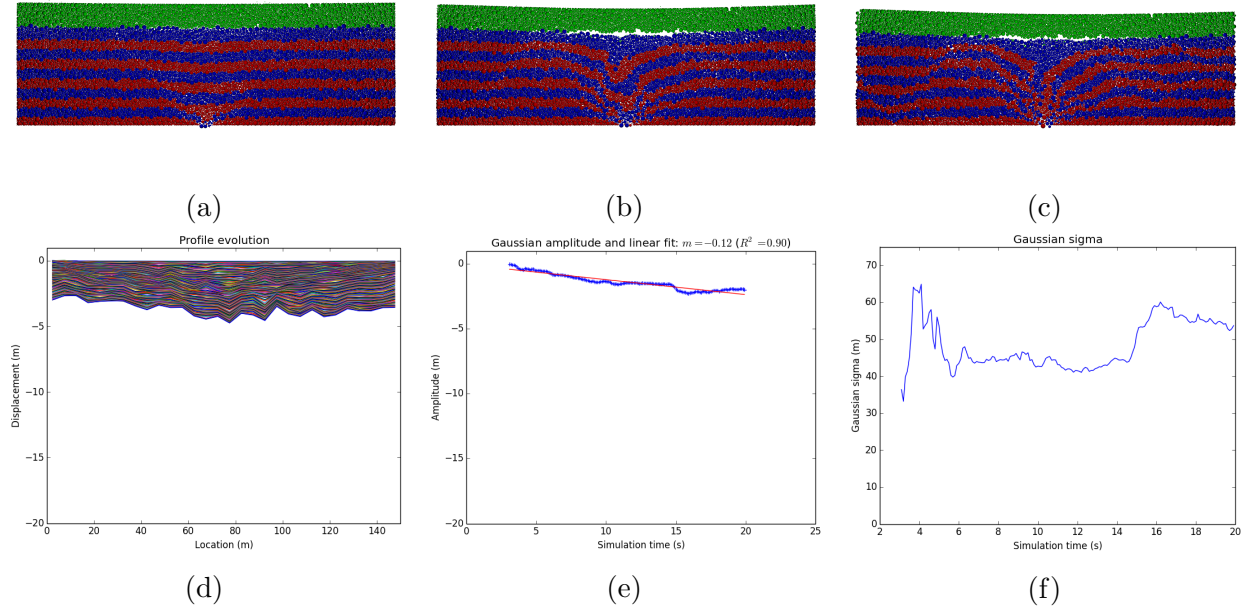 (a)
(b)
(c)
Profile evolution
0
−5
−10
−15
−20
Displacement (m)
0 20 40 60 80 100 120 140
Location (m)
(d)
Gaussian amplitude and linear fit: m = −0.12 (R² = 0.90)
0
−5
−10
−15
−20
Amplitude (m)
0 5 10 15 20 25
Simulation time (s)
(e)
Gaussian sigma
70
60
50
40
30
20
10
0
Gaussian sigma (m)
2 4 6 8 10 12 14 16 18 20
Simulation time (s)
(f)